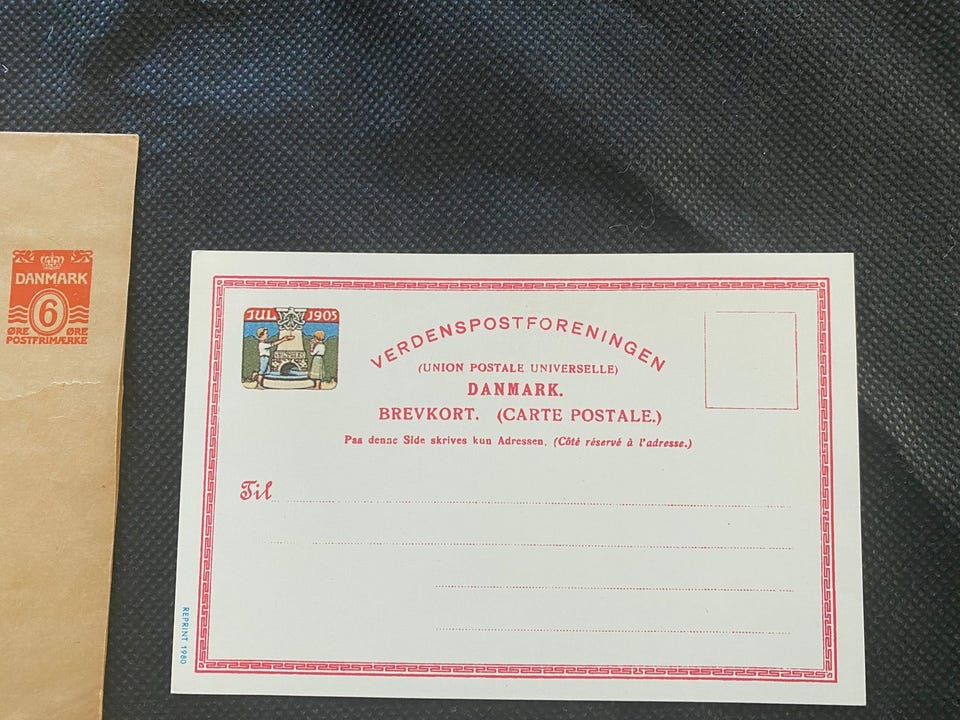 DANMARK
6
ØRE ØRE
POSTFRIMÆRKE
JUL 1905
VERDENSPOSTFORENINGEN
(UNION POSTALE UNIVERSELLE)
DANMARK.
BREVKORT. (CARTE POSTALE.)
Paa denne Side skrives kun Adressen. (Côté réservé à l'adresse.)
Til
REPRINT 1980